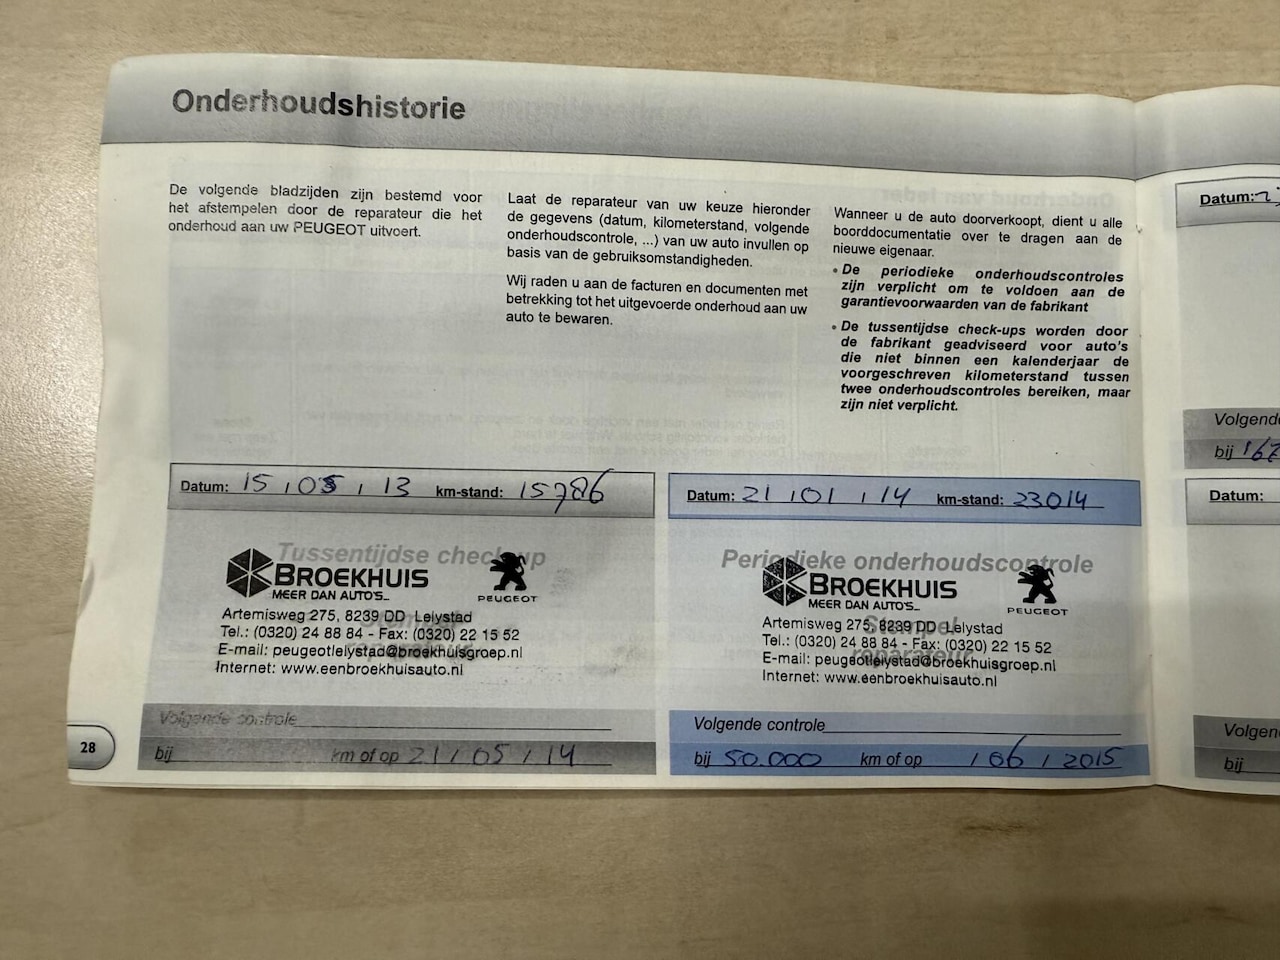 Onderhoudshistorie
De volgende bladzijden zijn bestemd voor
het afstempelen door de reparateur die het
onderhoud aan uw PEUGEOT uitvoert.
Laat de reparateur van uw keuze hieronder
de gegevens (datum, kilometerstand, volgende
onderhoudscontrole, ...) van uw auto invullen op
basis van de gebruiksomstandigheden.
Wij raden u aan de facturen en documenten met
betrekking tot het uitgevoerde onderhoud aan uw
auto te bewaren.
Wanneer u de auto doorverkoopt, dient u alle
boorddocumentatie over te dragen aan de
nieuwe eigenaar.
• De periodieke onderhoudscontroles
zijn verplicht om te voldoen aan de
garantievoorwaarden van de fabrikant
• De tussentijdse check-ups worden door
de fabrikant geadviseerd voor auto's
die niet binnen een kalenderjaar de
voorgeschreven kilometerstand tussen
twee onderhoudscontroles bereiken, maar
zijn niet verplicht.
Datum: 15 / 05 / 13 km-stand: 15786
Tussentijdse check-up
BROEKHUIS
MEER DAN AUTO'S...
PEUGEOT
Stempel
reparateur
Artemisweg 275, 8239 DD Lelystad
Tel.: (0320) 24 88 84 - Fax: (0320) 22 15 52
E-mail: peugeotlelystad@broekhuisgroep.nl
Internet: www.eenbroekhuisauto.nl
Volgende controle
bij km of op 21 / 05 / 14
28
Datum: 21 / 01 / 14 km-stand: 23014
Periodieke onderhoudscontrole
BROEKHUIS
MEER DAN AUTO'S...
PEUGEOT
Stempel
reparateur
Artemisweg 275, 8239 DD Lelystad
Tel.: (0320) 24 88 84 - Fax: (0320) 22 15 52
E-mail: peugeotlelystad@broekhuisgroep.nl
Internet: www.eenbroekhuisauto.nl
Volgende controle
bij 50.000 km of op / 06 / 2015
Datum:
Volgende
bij
Datum:
Volgen
bij